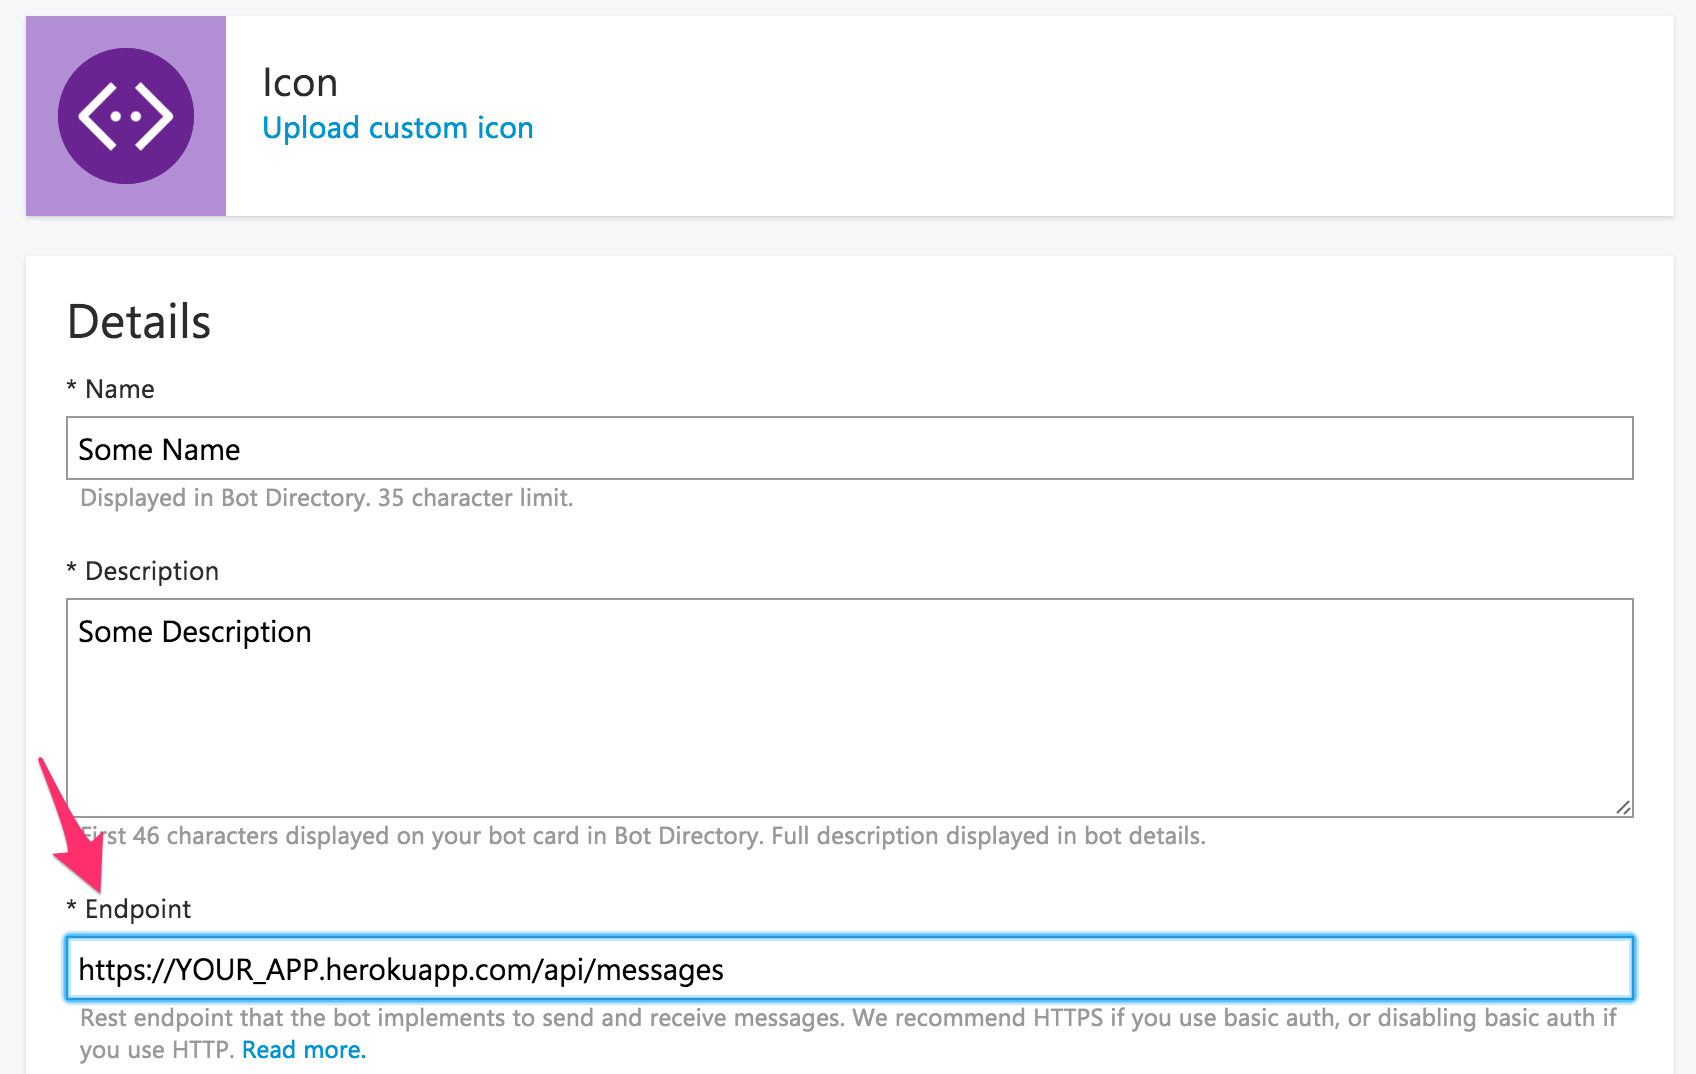 Icon
Upload custom icon
Details
* Name
Some Name
Displayed in Bot Directory. 35 character limit.
* Description
Some Description
First 46 characters displayed on your bot card in Bot Directory. Full description displayed in bot details.
* Endpoint
https://YOUR_APP.herokuapp.com/api/messages
Rest endpoint that the bot implements to send and receive messages. We recommend HTTPS if you use basic auth, or disabling basic auth if
you use HTTP. Read more.